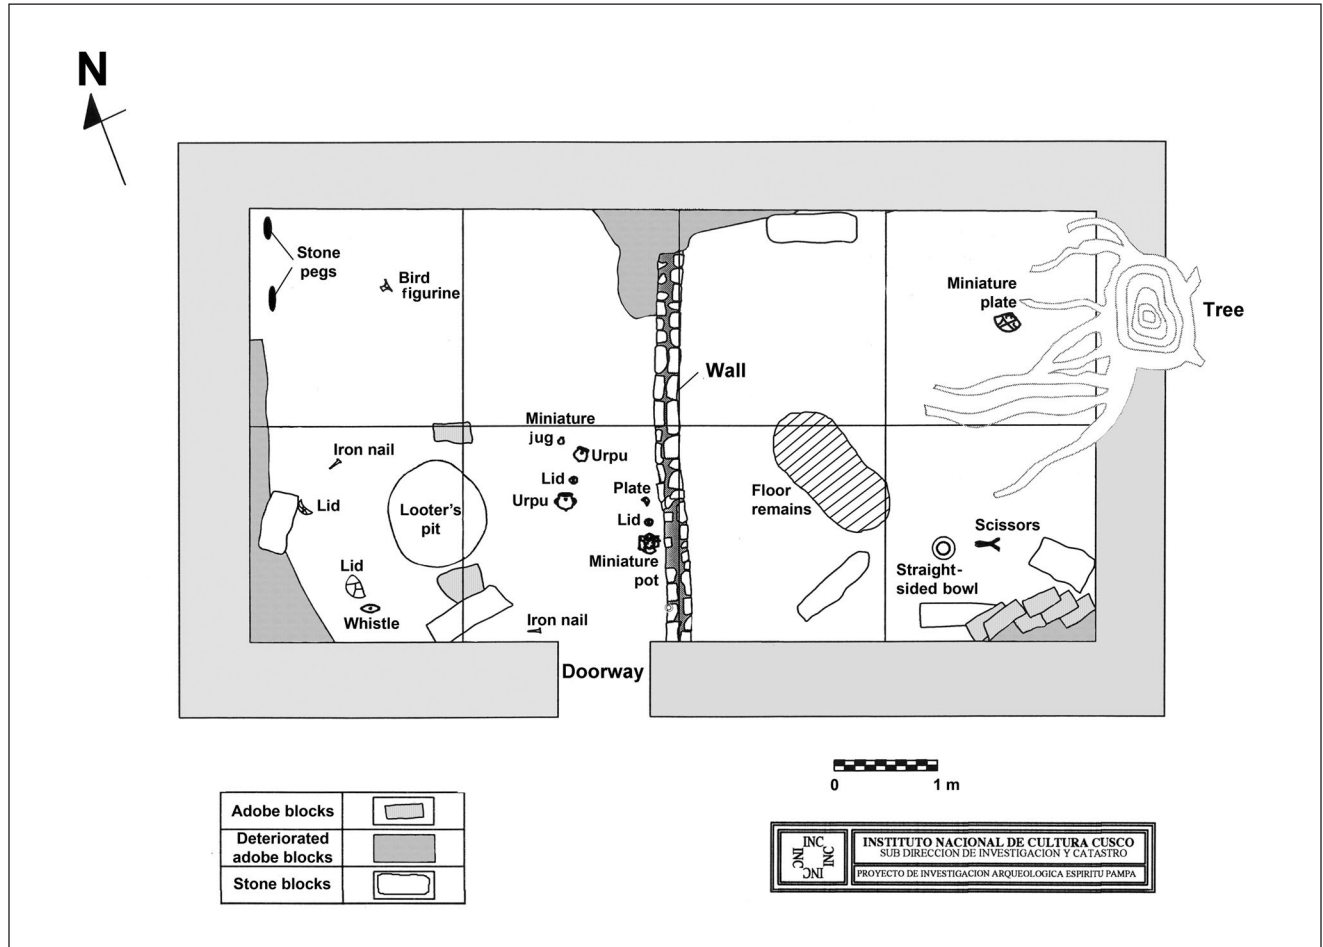 N
Stone
pegs
Bird
figurine
Miniature
plate
Tree
Wall
Miniature
jug
Urpu
Iron nail
Lid
Urpu
Plate
Lid
Looter's
pit
Lid
Floor
remains
Scissors
Miniature
pot
Straight-
sided bowl
Lid
Whistle
Iron nail
Doorway
0 1 m
Adobe blocks
Deteriorated
adobe blocks
Stone blocks
INC
INC
INC
INC
INSTITUTO NACIONAL DE CULTURA CUSCO
SUB DIRECCION DE INVESTIGACION Y CATASTRO
PROYECTO DE INVESTIGACION ARQUEOLOGICA ESPIRITU PAMPA